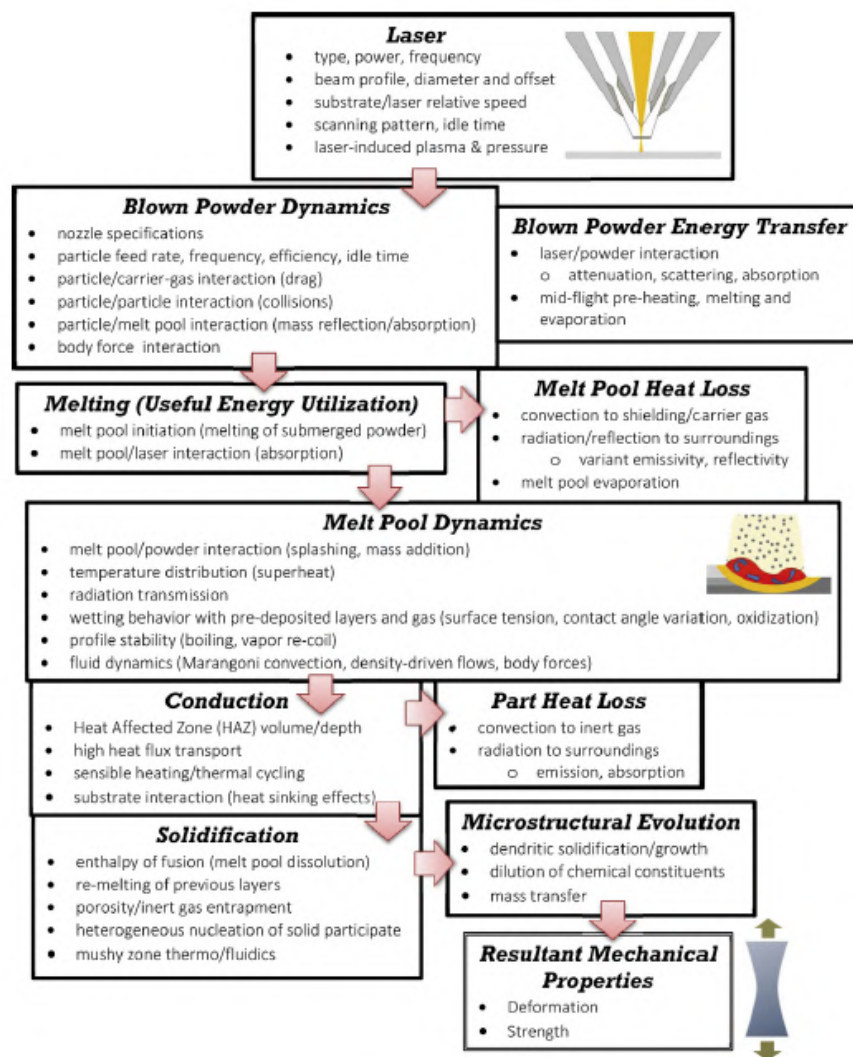 Laser
• type, power, frequency
• beam profile, diameter and offset
• substrate/laser relative speed
• scanning pattern, idle time
• laser-induced plasma & pressure
Blown Powder Dynamics
• nozzle specifications
• particle feed rate, frequency, efficiency, idle time
• particle/carrier-gas interaction (drag)
• particle/particle interaction (collisions)
• particle/melt pool interaction (mass reflection/absorption)
• body force interaction
Blown Powder Energy Transfer
• laser/powder interaction
o attenuation, scattering, absorption
• mid-flight pre-heating, melting and
evaporation
Melting (Useful Energy Utilization)
• melt pool initiation (melting of submerged powder)
• melt pool/laser interaction (absorption)
Melt Pool Heat Loss
• convection to shielding/carrier gas
• radiation/reflection to surroundings
o variant emissivity, reflectivity
• melt pool evaporation
Melt Pool Dynamics
• melt pool/powder interaction (splashing, mass addition)
• temperature distribution (superheat)
• radiation transmission
• wetting behavior with pre-deposited layers and gas (surface tension, contact angle variation, oxidization)
• profile stability (boiling, vapor re-coil)
• fluid dynamics (Marangoni convection, density-driven flows, body forces)
Conduction
• Heat Affected Zone (HAZ) volume/depth
• high heat flux transport
• sensible heating/thermal cycling
• substrate interaction (heat sinking effects)
Part Heat Loss
• convection to inert gas
• radiation to surroundings
o emission, absorption
Solidification
• enthalpy of fusion (melt pool dissolution)
• re-melting of previous layers
• porosity/inert gas entrapment
• heterogeneous nucleation of solid participate
• mushy zone thermo/fluidics
Microstructural Evolution
• dendritic solidification/growth
• dilution of chemical constituents
• mass transfer
Resultant Mechanical
Properties
• Deformation
• Strength